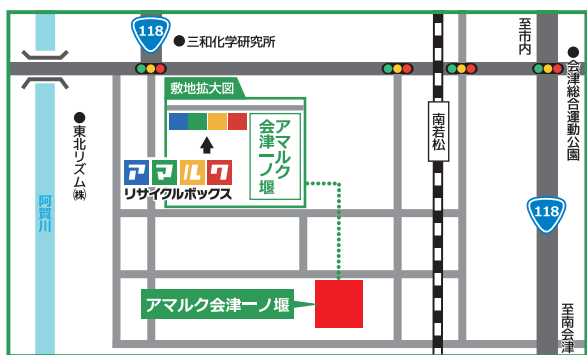 118
三和化学研究所
至市内
会津総合運動公園
敷地拡大図
アマルク
会津一ノ堰
南若松
東北リズム㈱
アマルク
リサイクルボックス
阿賀川
118
アマルク会津一ノ堰
至南会津